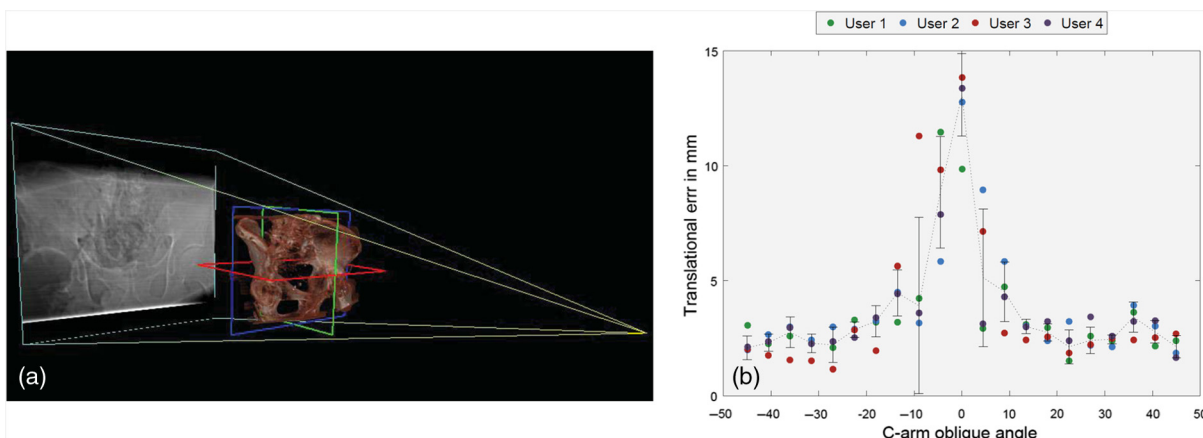 User 1 User 2 User 3 User 4
15
10
5
0
Translational errr in mm
–50 –40 –30 –20 -10 0 10 20 30 40 50
C-arm oblique angle
(a)
(b)